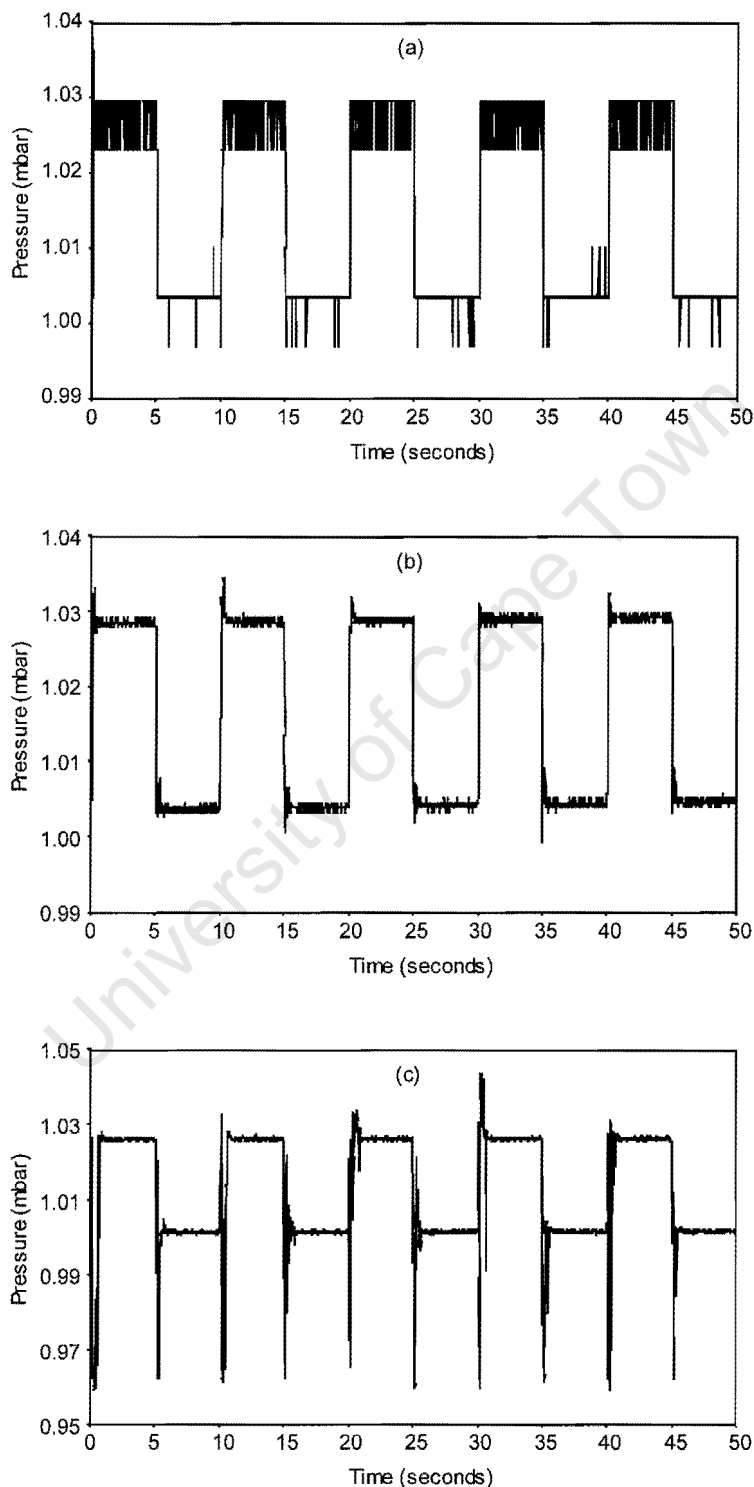 (a)
Pressure (mbar)
1.04
1.03
1.02
1.01
1.00
0.99
0 5 10 15 20 25 30 35 40 45 50
Time (seconds)
(b)
Pressure (mbar)
1.04
1.03
1.02
1.01
1.00
0.99
0 5 10 15 20 25 30 35 40 45 50
Time (seconds)
(c)
Pressure (mbar)
1.05
1.03
1.01
0.99
0.97
0.95
0 5 10 15 20 25 30 35 40 45 50
Time (seconds)
University of Cape Town